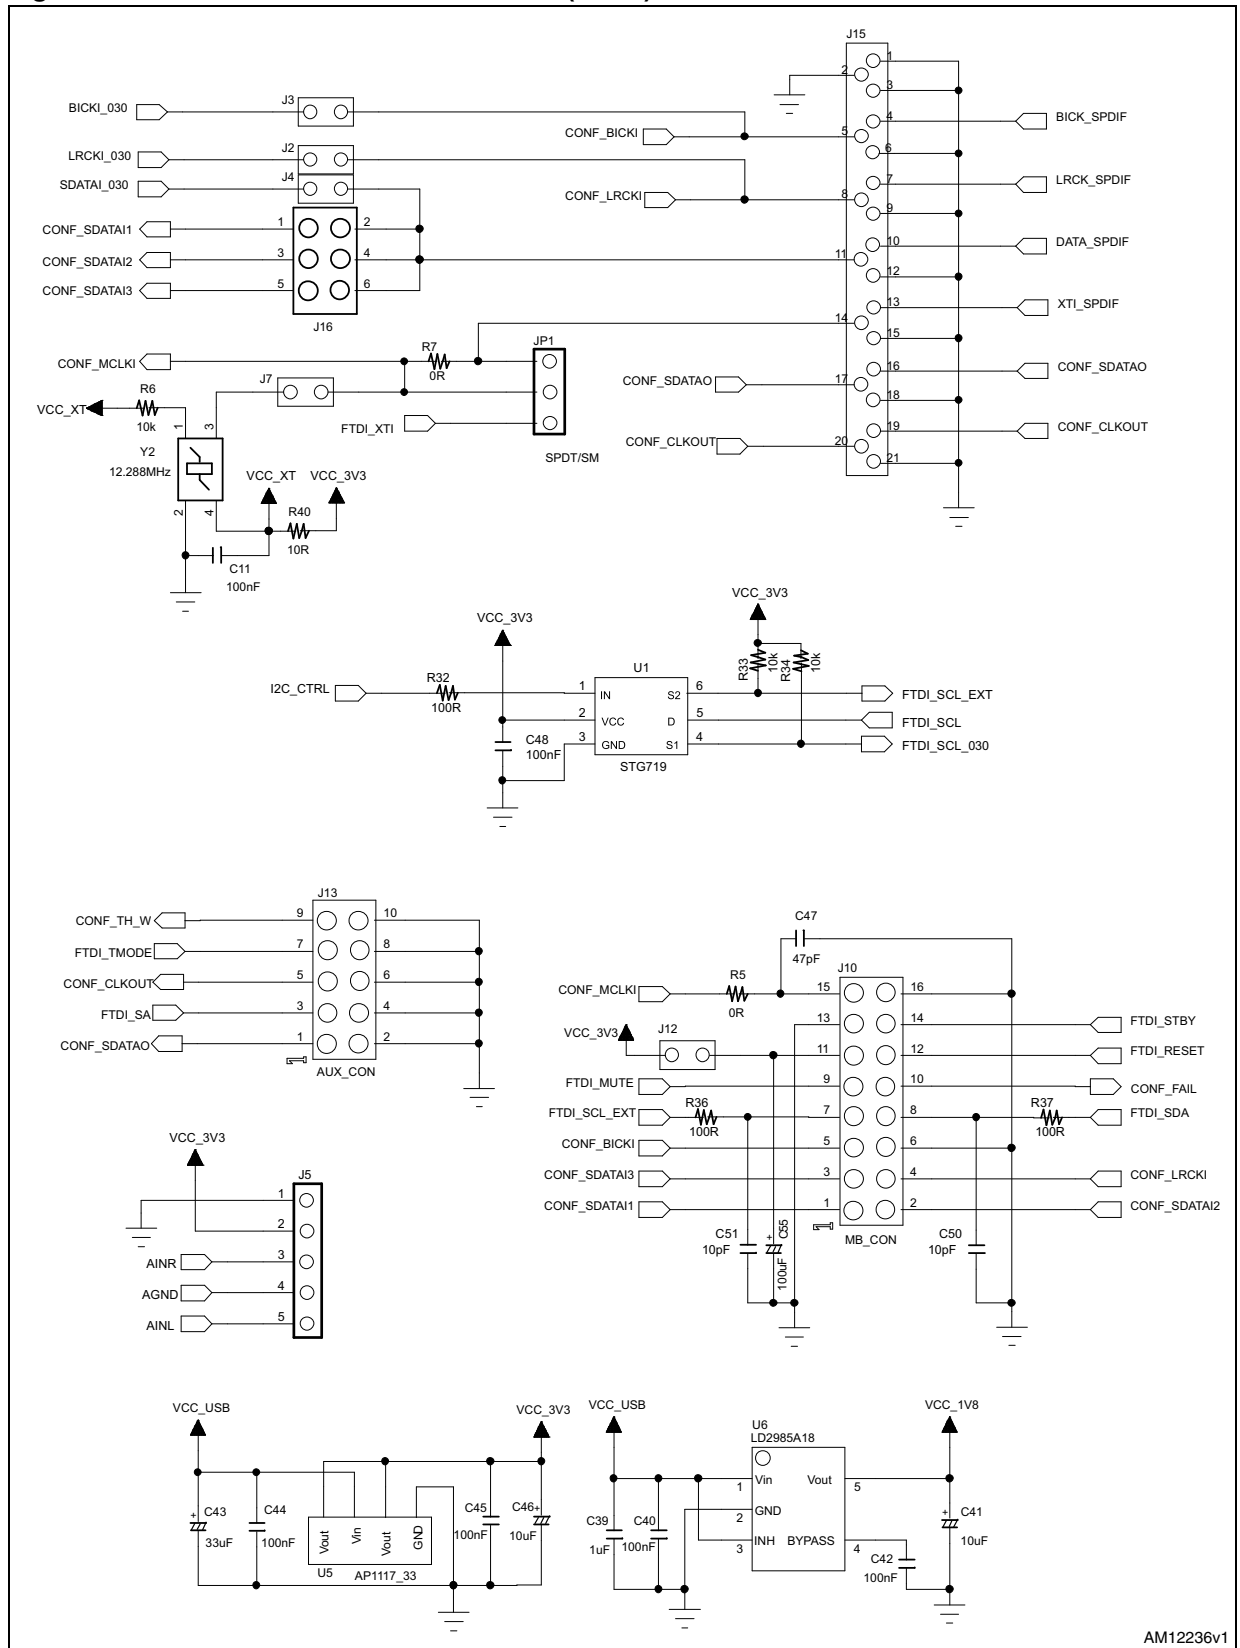 J15
1
2
3
BICKI_030
J3
4
BICK_SPDIF
CONF_BICKI
5
6
LRCKI_030
J2
SDATAI_030
J4
7
LRCK_SPDIF
CONF_LRCKI
8
9
CONF_SDATAI1
1
2
10
DATA_SPDIF
CONF_SDATAI2
3
4
11
12
CONF_SDATAI3
5
6
13
XTI_SPDIF
J16
14
15
R7
0R
JP1
CONF_MCLKI
16
CONF_SDATAO
J7
CONF_SDATAO
17
18
R6
10k
VCC_XT
FTDI_XTI
19
CONF_CLKOUT
CONF_CLKOUT
20
21
1
3
Y2
12.288MHz
SPDT/SM
VCC_XT
VCC_3V3
2
4
R40
10R
C11
100nF
VCC_3V3
VCC_3V3
R33
10k
R34
10k
U1
I2C_CTRL
R32
100R
1
IN
S2
6
FTDI_SCL_EXT
2
VCC
D
5
FTDI_SCL
3
GND
S1
4
FTDI_SCL_030
C48
100nF
STG719
J13
CONF_TH_W
9
10
FTDI_TMODE
7
8
CONF_CLKOUT
5
6
FTDI_SA
3
4
CONF_SDATAO
1
2
1
AUX_CON
C47
47pF
J10
CONF_MCLKI
R5
0R
15
16
13
14
FTDI_STBY
VCC_3V3
J12
11
12
FTDI_RESET
FTDI_MUTE
9
10
CONF_FAIL
FTDI_SCL_EXT
R36
100R
7
8
R37
100R
FTDI_SDA
CONF_BICKI
5
6
CONF_SDATAI3
3
4
CONF_LRCKI
CONF_SDATAI1
1
2
CONF_SDATAI2
1
MB_CON
C51
10pF
+
C55
100uF
C50
10pF
VCC_3V3
J5
1
2
AINR
3
AGND
4
AINL
5
VCC_USB
VCC_3V3
+
C43
33uF
C44
100nF
Vout
Vin
Vout
GND
U5
AP1117_33
C45
100nF
C46
+
10uF
VCC_USB
VCC_1V8
U6
LD2985A18
1
Vin
Vout
5
2
GND
3
INH
BYPASS
4
C39
1uF
C40
100nF
C42
100nF
+
C41
10uF
AM12236v1